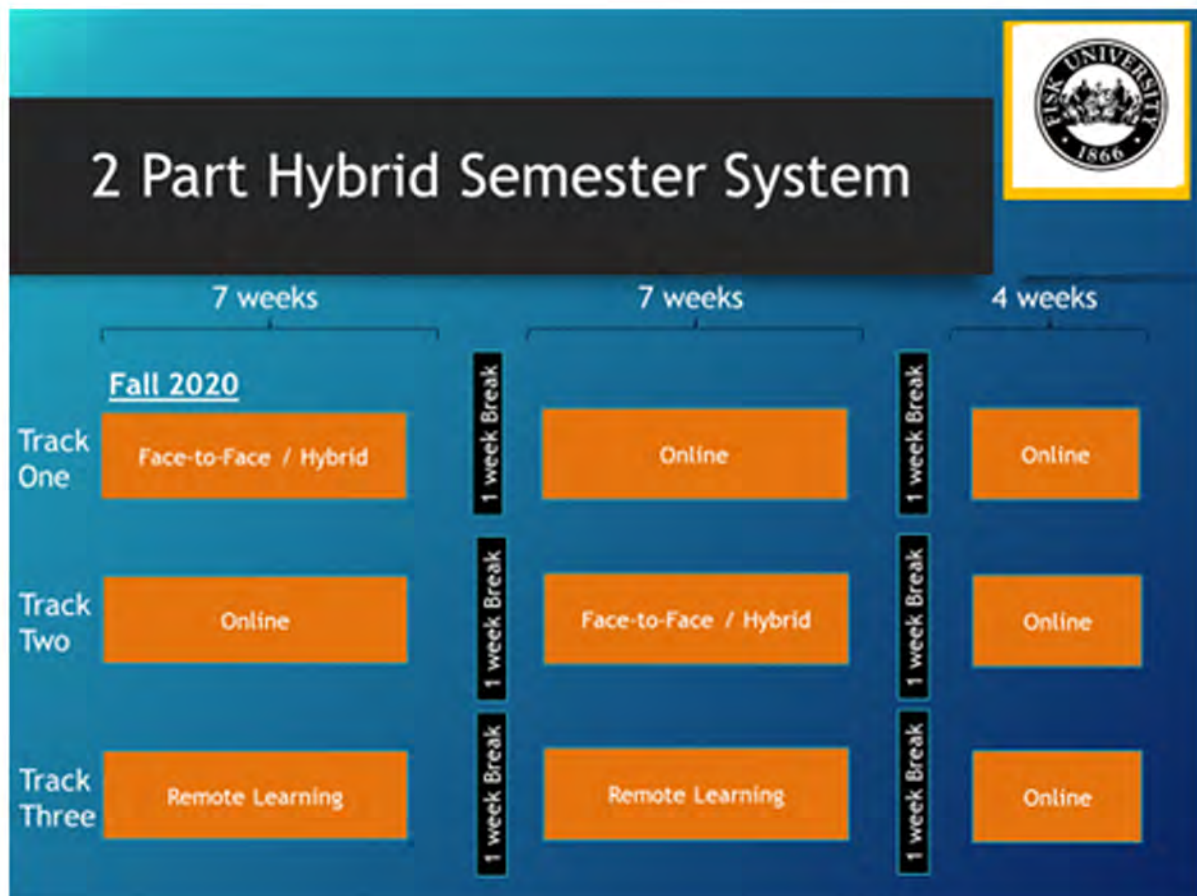 FISK UNIVERSITY
1866
2 Part Hybrid Semester System
7 weeks
7 weeks
4 weeks
Fall 2020
Track
One
Face-to-Face / Hybrid
1 week Break
Online
1 week Break
Online
Track
Two
Online
1 week Break
Face-to-Face / Hybrid
1 week Break
Online
Track
Three
Remote Learning
1 week Break
Remote Learning
1 week Break
Online